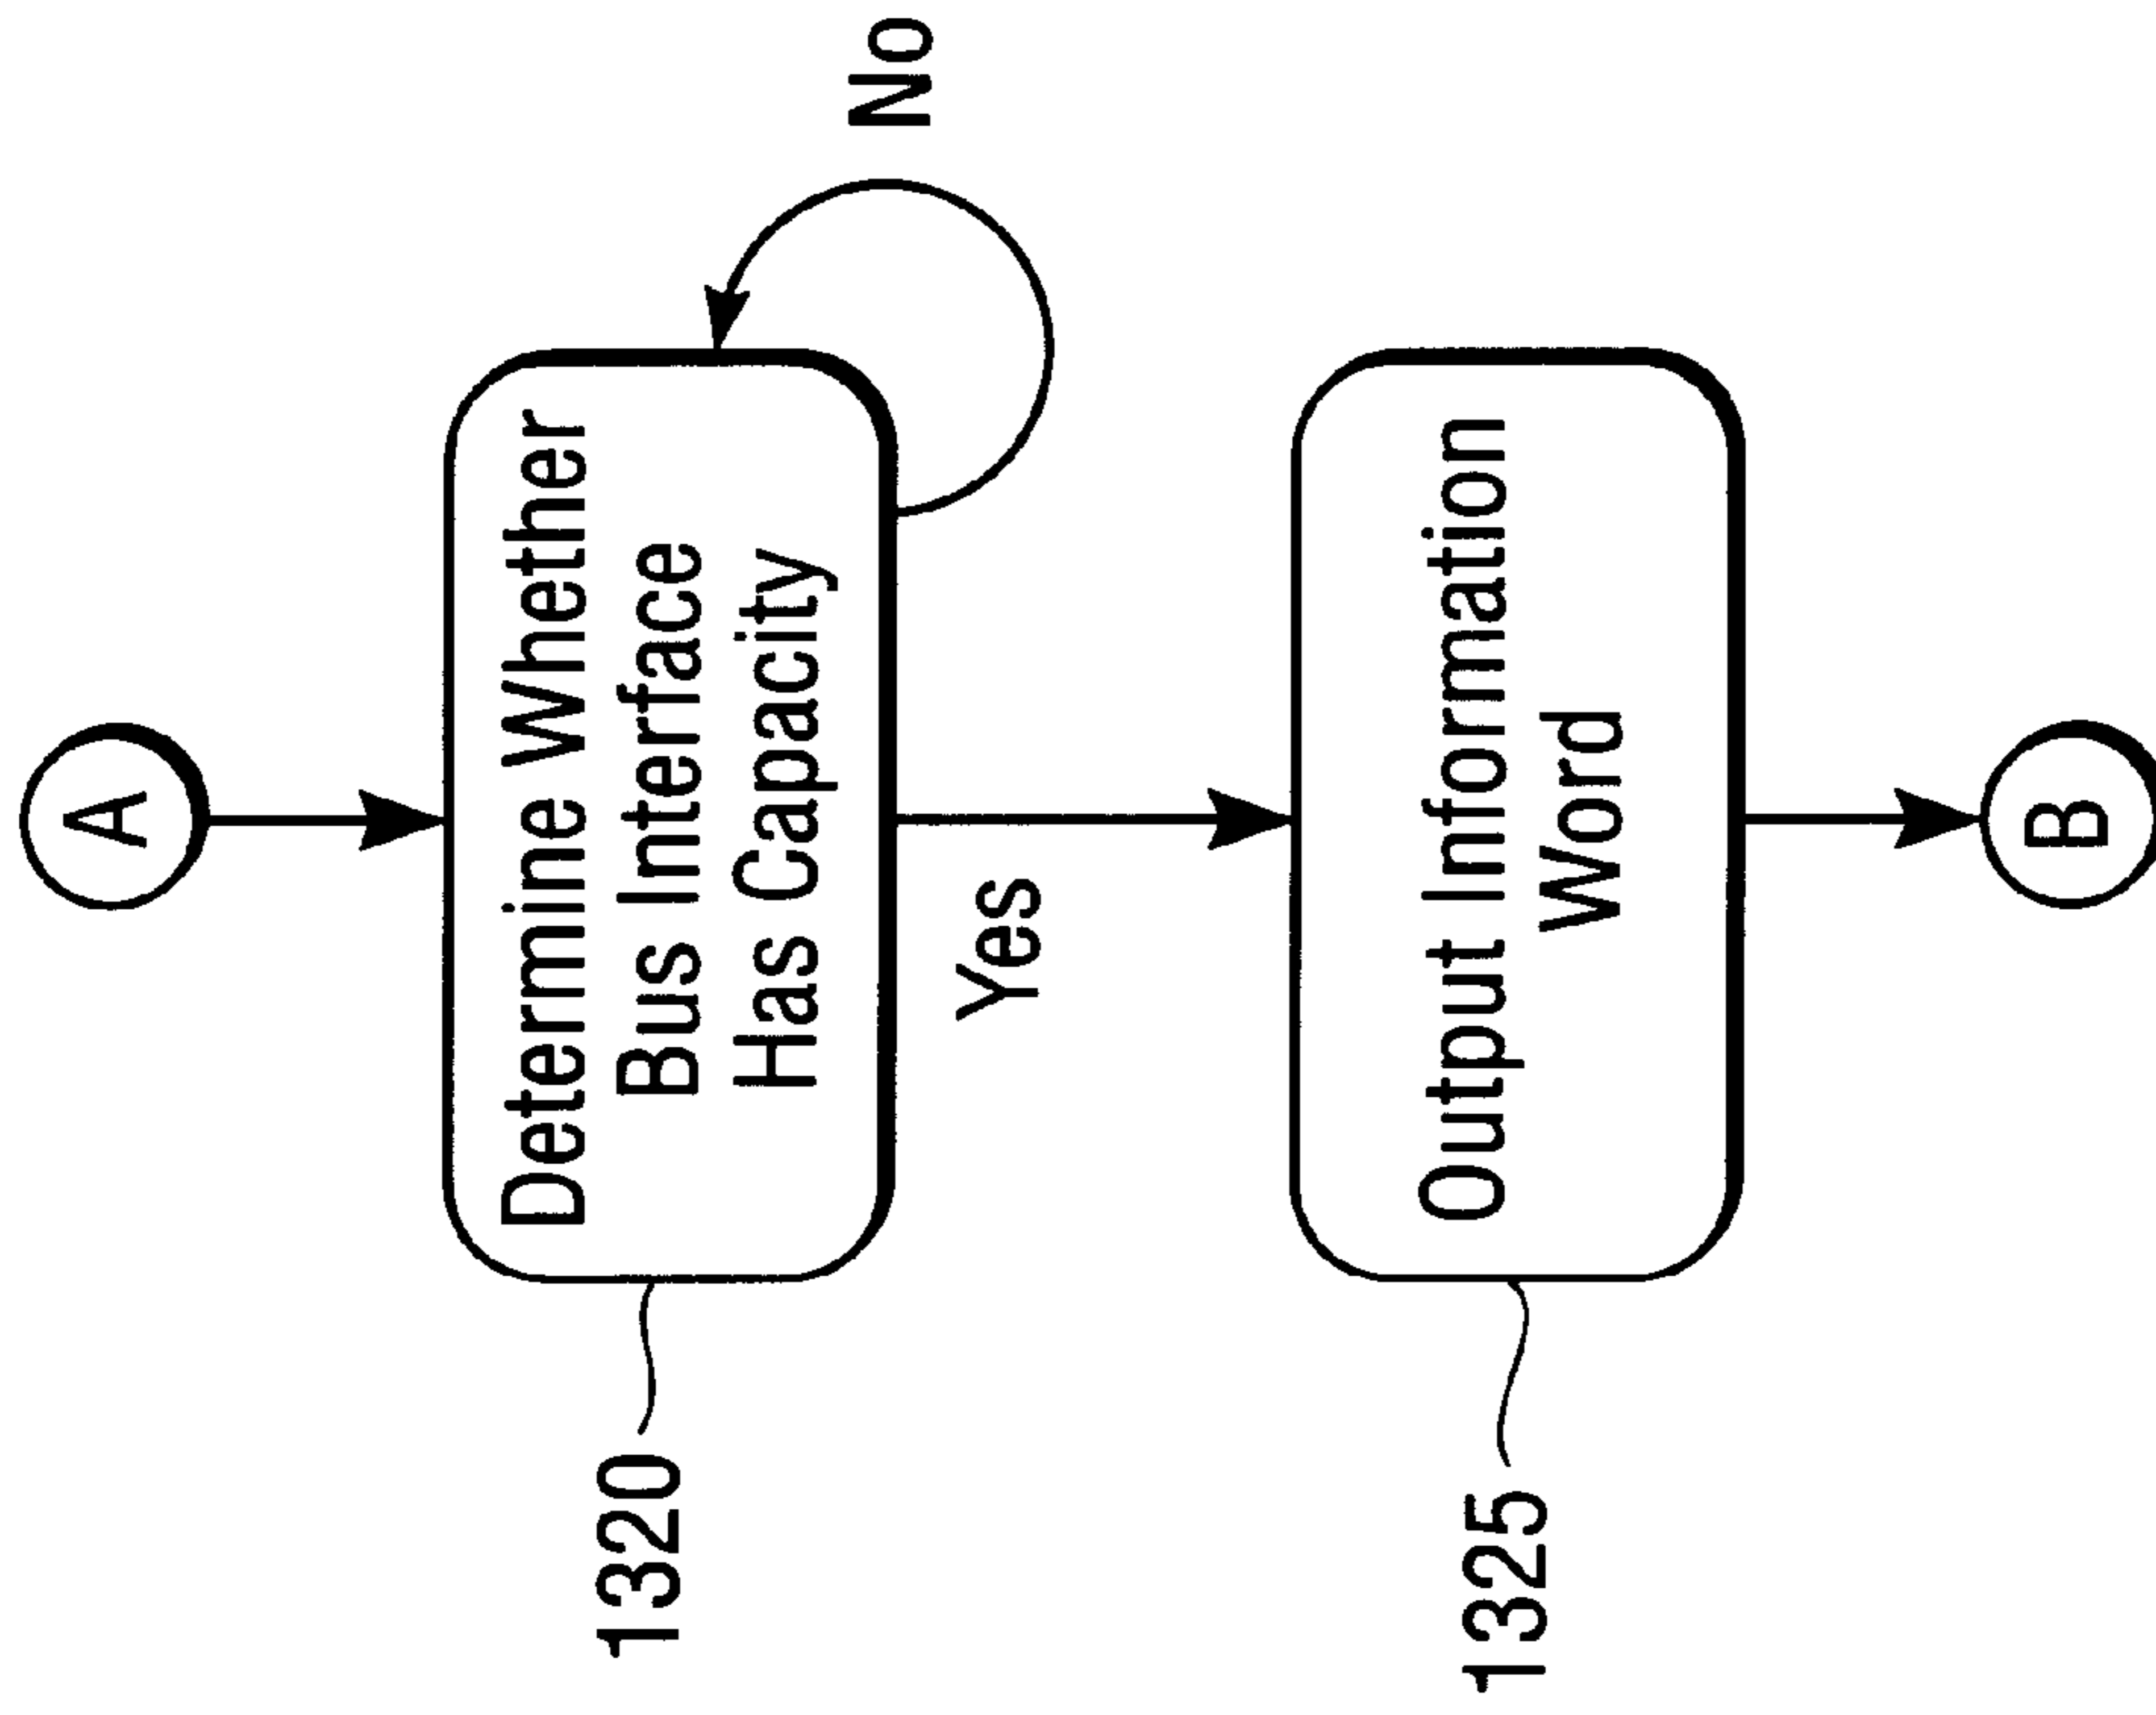 A
Determine Whether
Bus Interface
Has Capacity
1320
No
Yes
Output Information
Word
1325
B